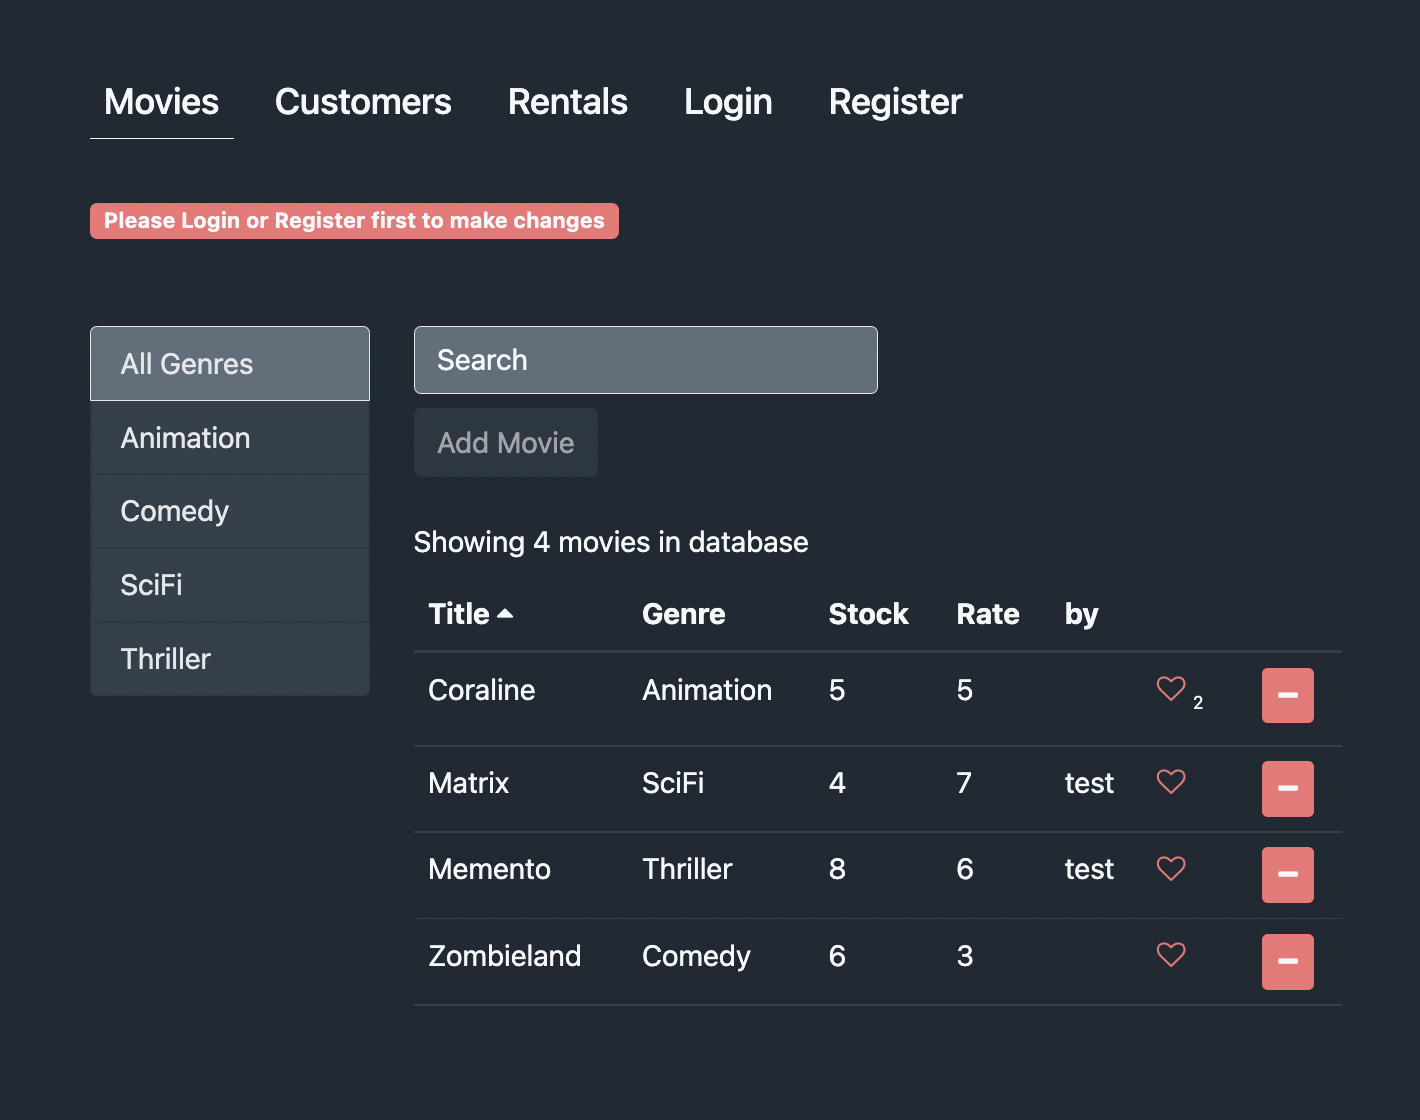 Movies Customers Rentals Login Register
Please Login or Register first to make changes
All Genres
Animation
Comedy
SciFi
Thriller
Search
Add Movie
Showing 4 movies in database
Title Genre Stock Rate by
Coraline Animation 5 5 2
Matrix SciFi 4 7 test
Memento Thriller 8 6 test
Zombieland Comedy 6 3